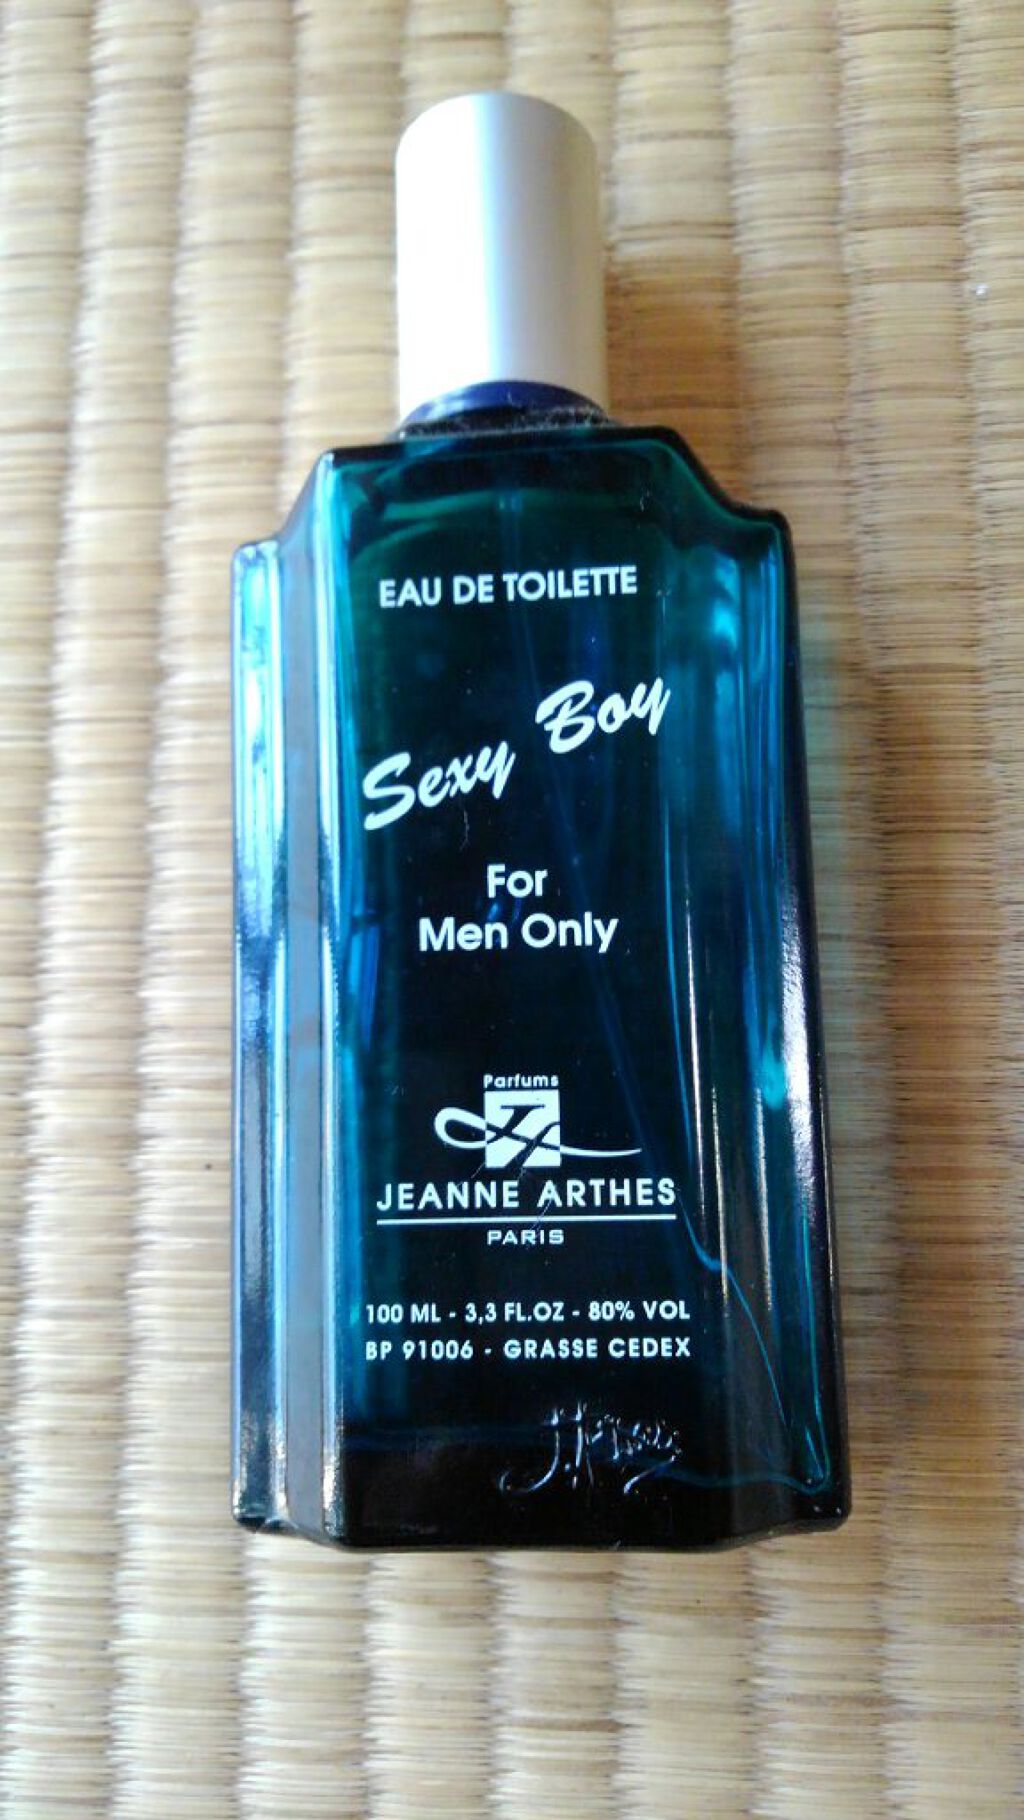 EAU DE TOILETTE
Sexy Boy
For
Men Only
Parfums
JEANNE ARTHES
PARIS
100 ML - 3,3 FL.OZ - 80% VOL
BP 91006 - GRASSE CEDEX